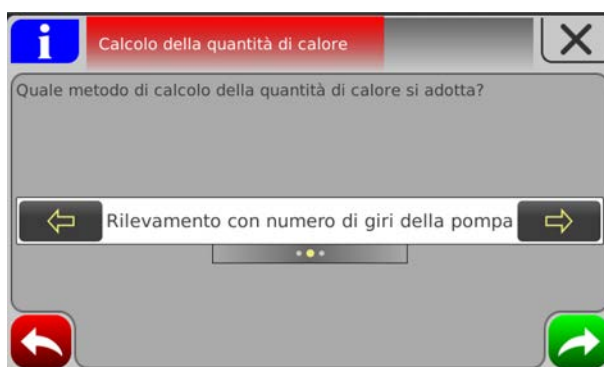 i
Calcolo della quantità di calore
Quale metodo di calcolo della quantità di calore si adotta?
Rilevamento con numero di giri della pompa